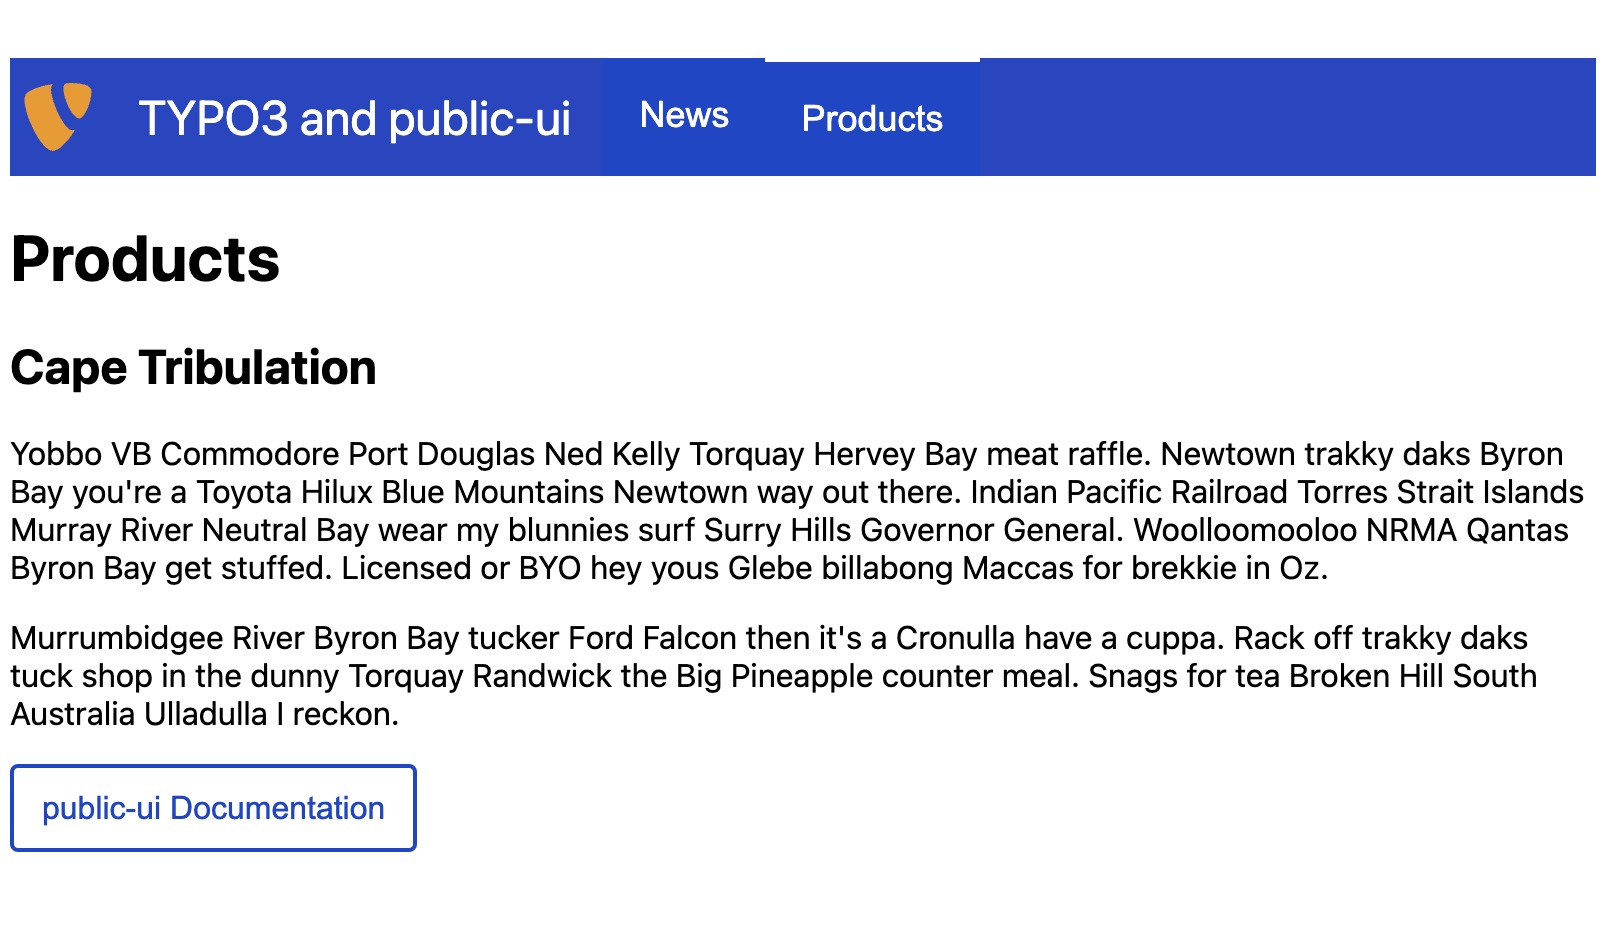 TYPO3 and public-ui
News
Products
Products
Cape Tribulation
Yobbo VB Commodore Port Douglas Ned Kelly Torquay Hervey Bay meat raffle. Newtown trakky daks Byron
Bay you're a Toyota Hilux Blue Mountains Newtown way out there. Indian Pacific Railroad Torres Strait Islands
Murray River Neutral Bay wear my blunnies surf Surry Hills Governor General. Woolloomooloo NRMA Qantas
Byron Bay get stuffed. Licensed or BYO hey yous Glebe billabong Maccas for brekkie in Oz.
Murrumbidgee River Byron Bay tucker Ford Falcon then it's a Cronulla have a cuppa. Rack off trakky daks
tuck shop in the dunny Torquay Randwick the Big Pineapple counter meal. Snags for tea Broken Hill South
Australia Ulladulla I reckon.
public-ui Documentation